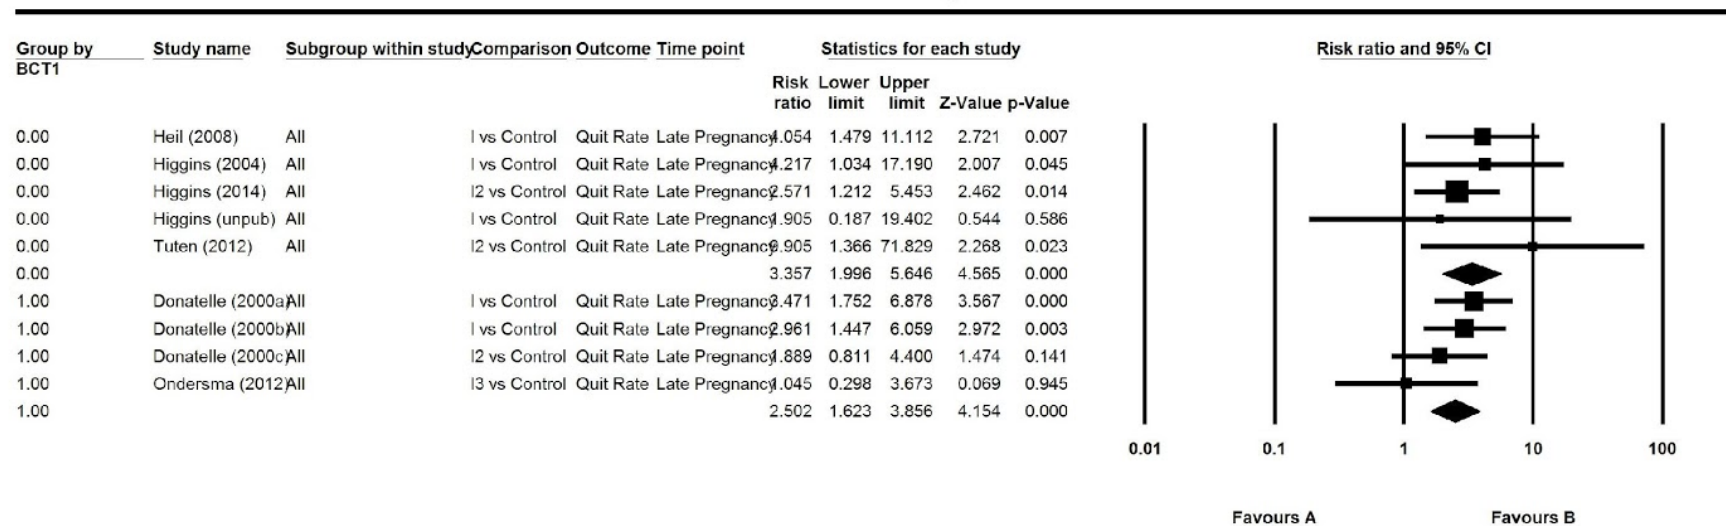 Group by Study name Subgroup within study Comparison Outcome Time point Statistics for each study Risk ratio and 95% CI
BCT1
Risk Lower Upper
ratio limit limit Z-Value p-Value
0.00 Heil (2008) All I vs Control Quit Rate Late Pregnancy 4.054 1.479 11.112 2.721 0.007
0.00 Higgins (2004) All I vs Control Quit Rate Late Pregnancy 4.217 1.034 17.190 2.007 0.045
0.00 Higgins (2014) All I2 vs Control Quit Rate Late Pregnancy 2.571 1.212 5.453 2.462 0.014
0.00 Higgins (unpub) All I vs Control Quit Rate Late Pregnancy 1.905 0.187 19.402 0.544 0.586
0.00 Tuten (2012) All I2 vs Control Quit Rate Late Pregnancy 9.905 1.366 71.829 2.268 0.023
0.00 3.357 1.996 5.646 4.565 0.000
1.00 Donatelle (2000a) All I vs Control Quit Rate Late Pregnancy 3.471 1.752 6.878 3.567 0.000
1.00 Donatelle (2000b) All I vs Control Quit Rate Late Pregnancy 2.961 1.447 6.059 2.972 0.003
1.00 Donatelle (2000c) All I2 vs Control Quit Rate Late Pregnancy 1.889 0.811 4.400 1.474 0.141
1.00 Ondersma (2012) All I3 vs Control Quit Rate Late Pregnancy 1.045 0.298 3.673 0.069 0.945
1.00 2.502 1.623 3.856 4.154 0.000
0.01 0.1 1 10 100
Favours A Favours B